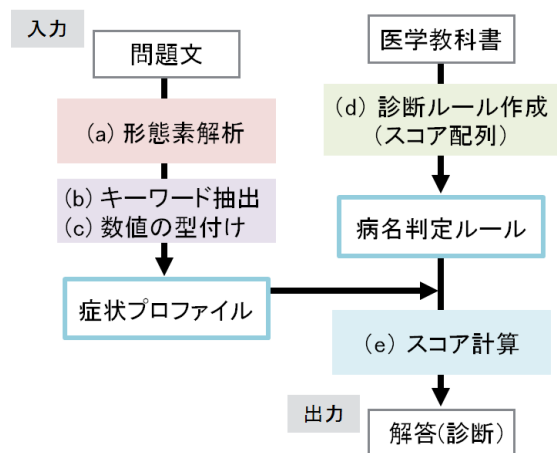 入力
問題文
医学教科書
(a) 形態素解析
(d) 診断ルール作成
(スコア配列)
(b) キーワード抽出
(c) 数値の型付け
病名判定ルール
症状プロファイル
(e) スコア計算
出力
解答(診断)